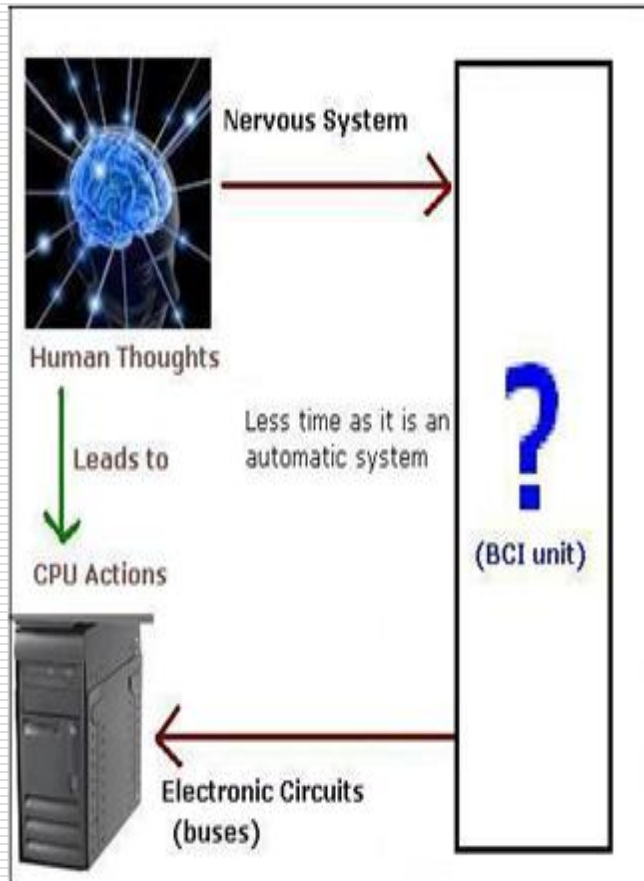 Nervous System
Human Thoughts
Less time as it is an
automatic system
Leads to
?
(BCI unit)
CPU Actions
Electronic Circuits
(buses)